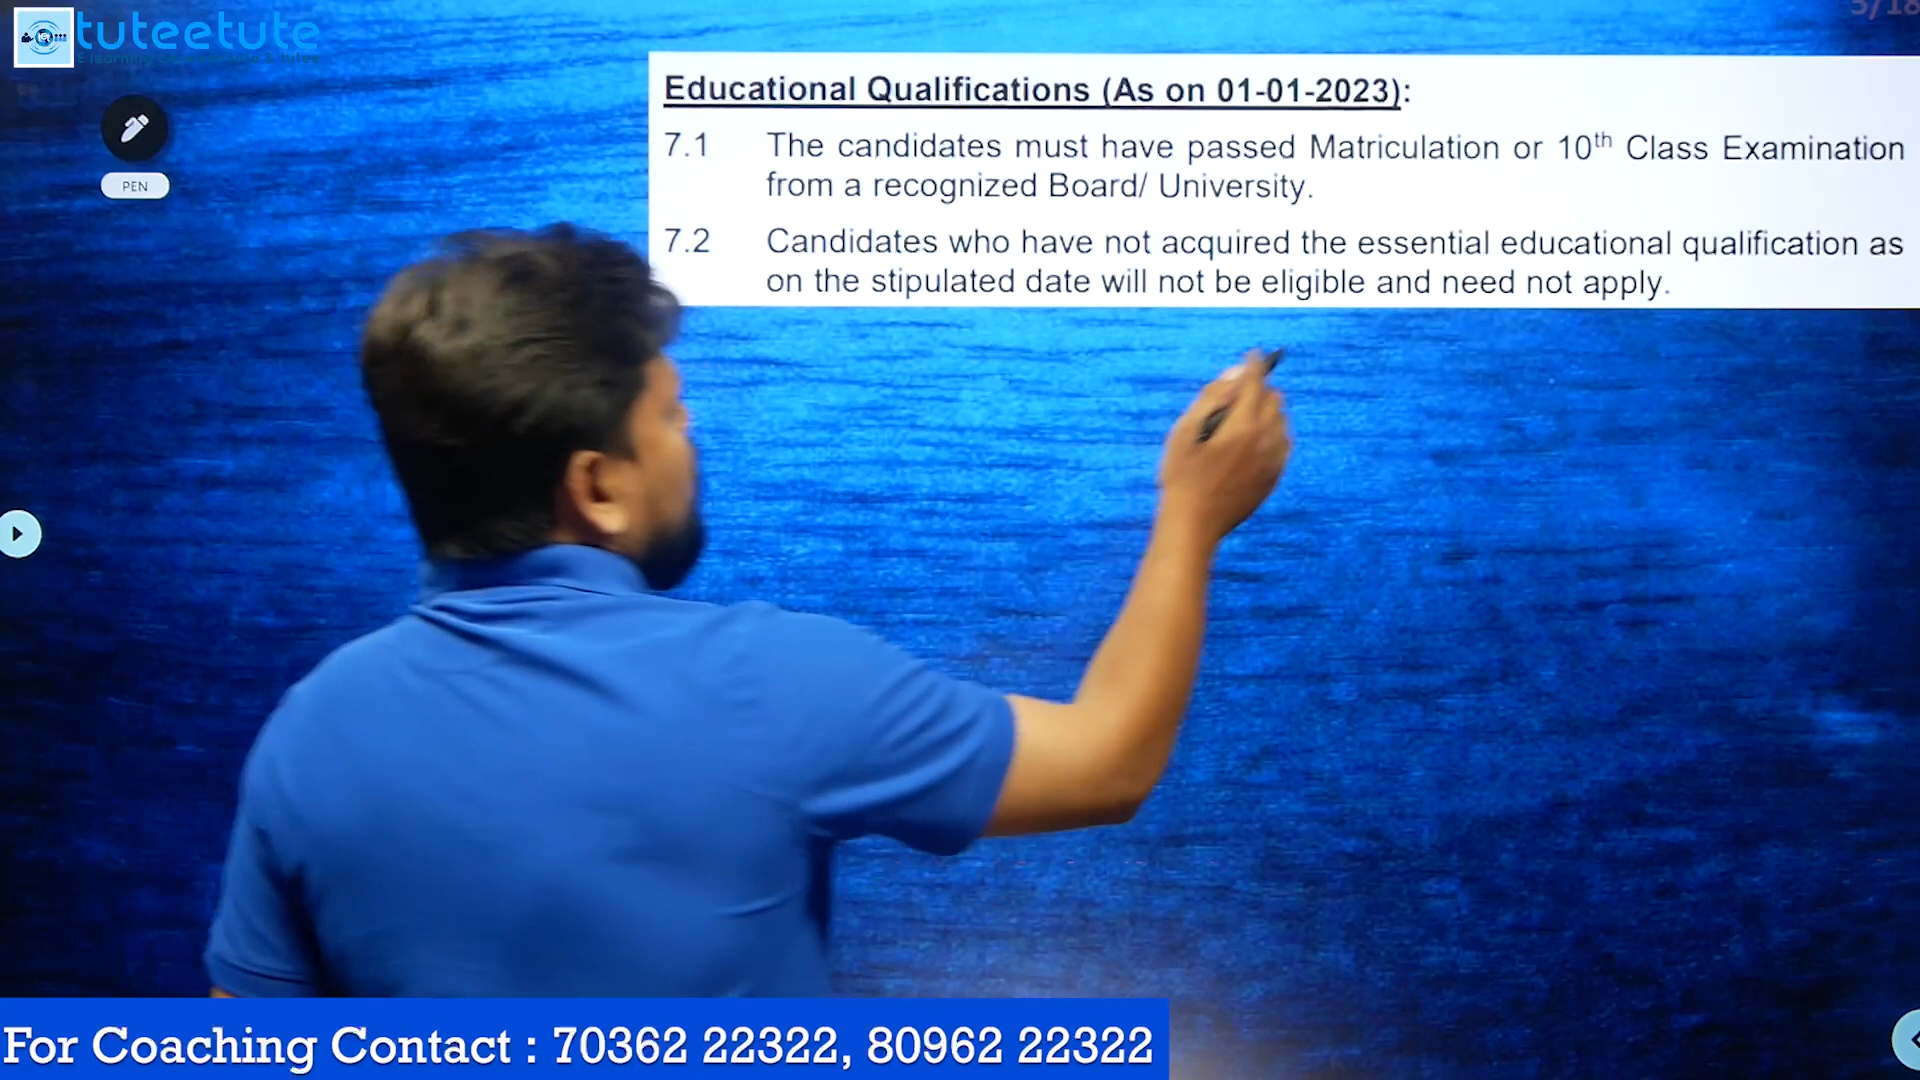 5/18
tuteetute
Educational Qualifications (As on 01-01-2023):
7.1 The candidates must have passed Matriculation or 10th Class Examination
from a recognized Board/ University.
PEN
7.2 Candidates who have not acquired the essential educational qualification as
on the stipulated date will not be eligible and need not apply.
For Coaching Contact : 70362 22322, 80962 22322